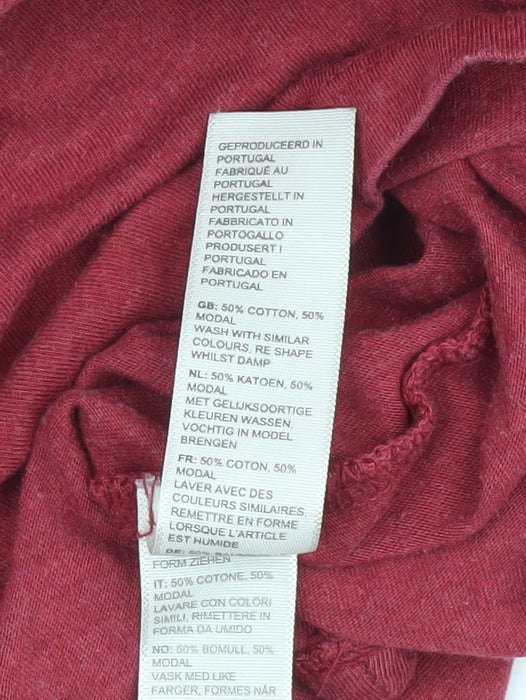 GEPRODUCEERD IN
PORTUGAL
FABRIQUÉ AU
PORTUGAL
HERGESTELLT IN
PORTUGAL
FABBRICATO IN
PORTOGALLO
PRODUSERT I
PORTUGAL
FABRICADO EN
PORTUGAL
GB: 50% COTTON, 50%
MODAL
WASH WITH SIMILAR
COLOURS, RE SHAPE
WHILST DAMP
NL: 50% KATOEN, 50%
MODAL
MET GELIJKSOORTIGE
KLEUREN WASSEN,
VOCHTIG IN MODEL
BRENGEN
FR: 50% COTON, 50%
MODAL
LAVER AVEC DES
COULEURS SIMILAIRES,
REMETTRE EN FORME
LORSQUE L'ARTICLE
EST HUMIDE
FORM ZIEHEN
IT: 50% COTONE, 50%
MODAL
LAVARE CON COLORI
SIMILI, RIMETTERE IN
FORMA DA UMIDO
NO: 50% BOMULL, 50%
MODAL
VASK MED LIKE
FARGER, FORMES NÅR